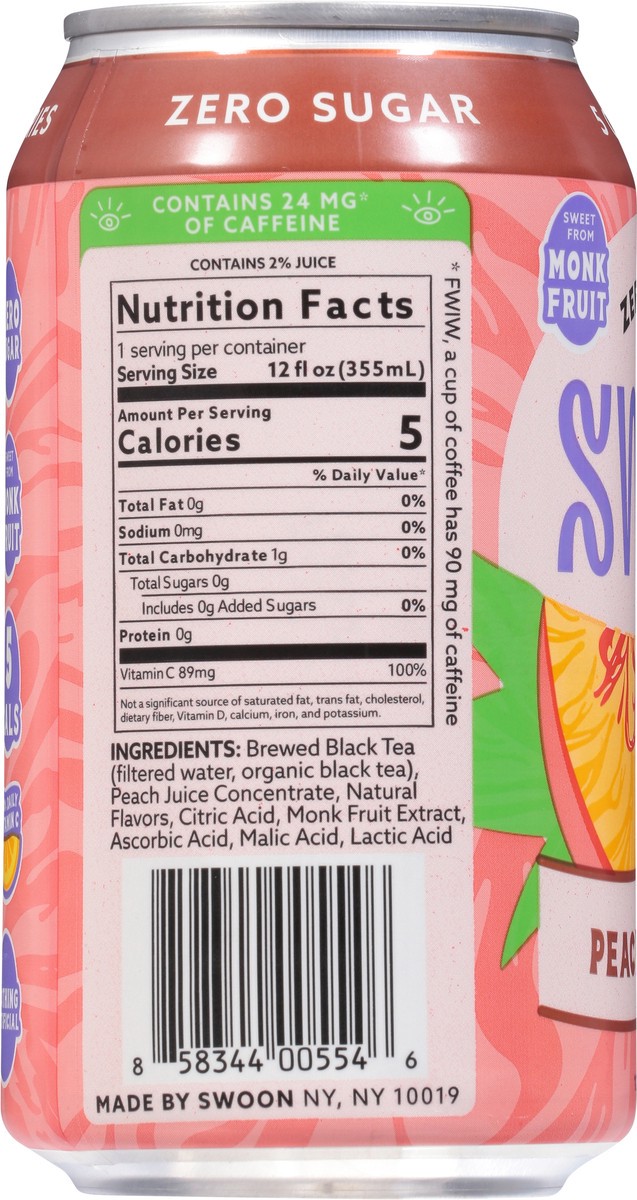 ZERO SUGAR
CONTAINS 24 MG*
OF CAFFEINE
CONTAINS 2% JUICE
Nutrition Facts
1 serving per container
Serving Size 12 fl oz (355mL)
Amount Per Serving
Calories 5
% Daily Value*
Total Fat 0g 0%
Sodium 0mg 0%
Total Carbohydrate 1g 0%
Total Sugars 0g
Includes 0g Added Sugars 0%
Protein 0g
Vitamin C 89mg 100%
Not a significant source of saturated fat, trans fat, cholesterol,
dietary fiber, Vitamin D, calcium, iron, and potassium.
* FWIW, a cup of coffee has 90 mg of caffeine
INGREDIENTS: Brewed Black Tea
(filtered water, organic black tea),
Peach Juice Concentrate, Natural
Flavors, Citric Acid, Monk Fruit Extract,
Ascorbic Acid, Malic Acid, Lactic Acid
8 58344 00554 6
MADE BY SWOON NY, NY 10019
SWEET
FROM
MONK
FRUIT